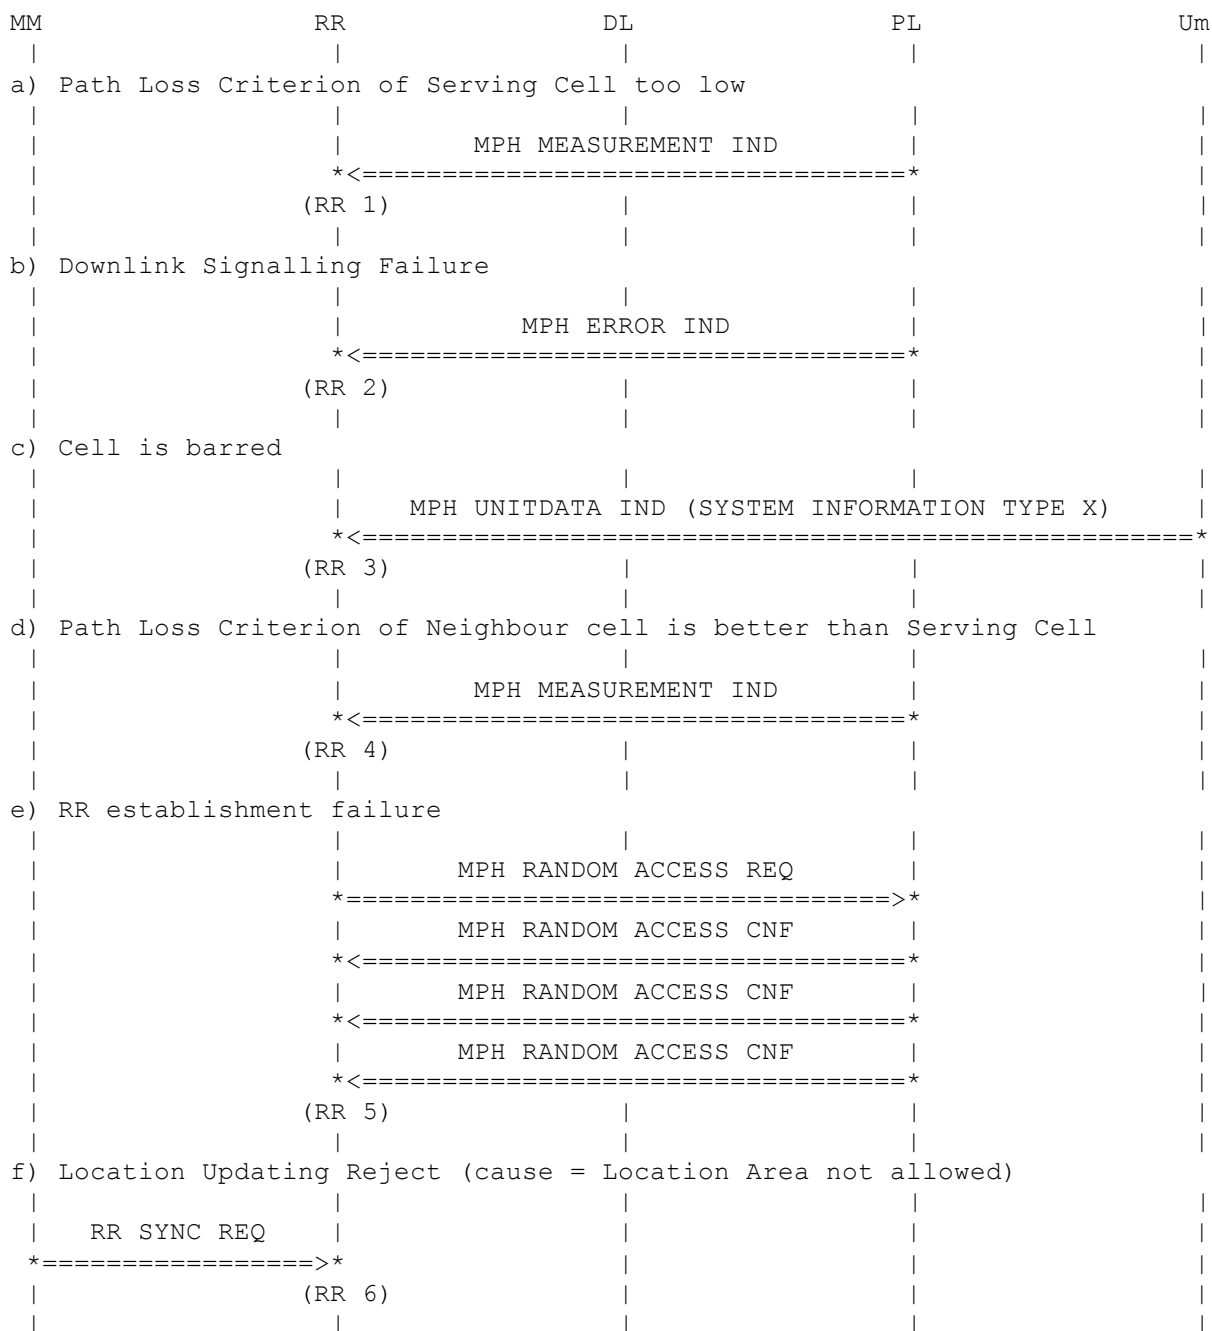 MM RR DL PL Um
a) Path Loss Criterion of Serving Cell too low
MPH MEASUREMENT IND
*<==================================*
(RR 1)
b) Downlink Signalling Failure
MPH ERROR IND
*<==================================*
(RR 2)
c) Cell is barred
MPH UNITDATA IND (SYSTEM INFORMATION TYPE X)
*<====================================================*
(RR 3)
d) Path Loss Criterion of Neighbour cell is better than Serving Cell
MPH MEASUREMENT IND
*<==================================*
(RR 4)
e) RR establishment failure
MPH RANDOM ACCESS REQ
*==================================>*
MPH RANDOM ACCESS CNF
*<==================================*
MPH RANDOM ACCESS CNF
*<==================================*
MPH RANDOM ACCESS CNF
*<==================================*
(RR 5)
f) Location Updating Reject (cause = Location Area not allowed)
RR SYNC REQ
*=================>*
(RR 6)